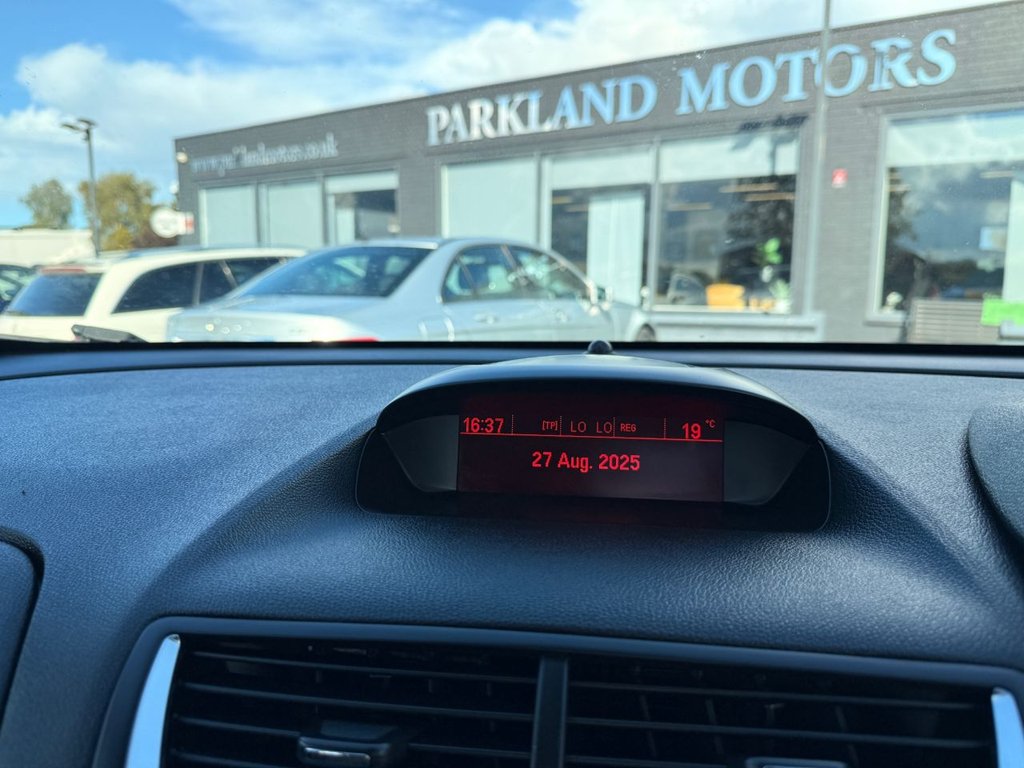 PARKLAND MOTORS
16:37 [TP] LO LO REG 19 °C
27 Aug. 2025